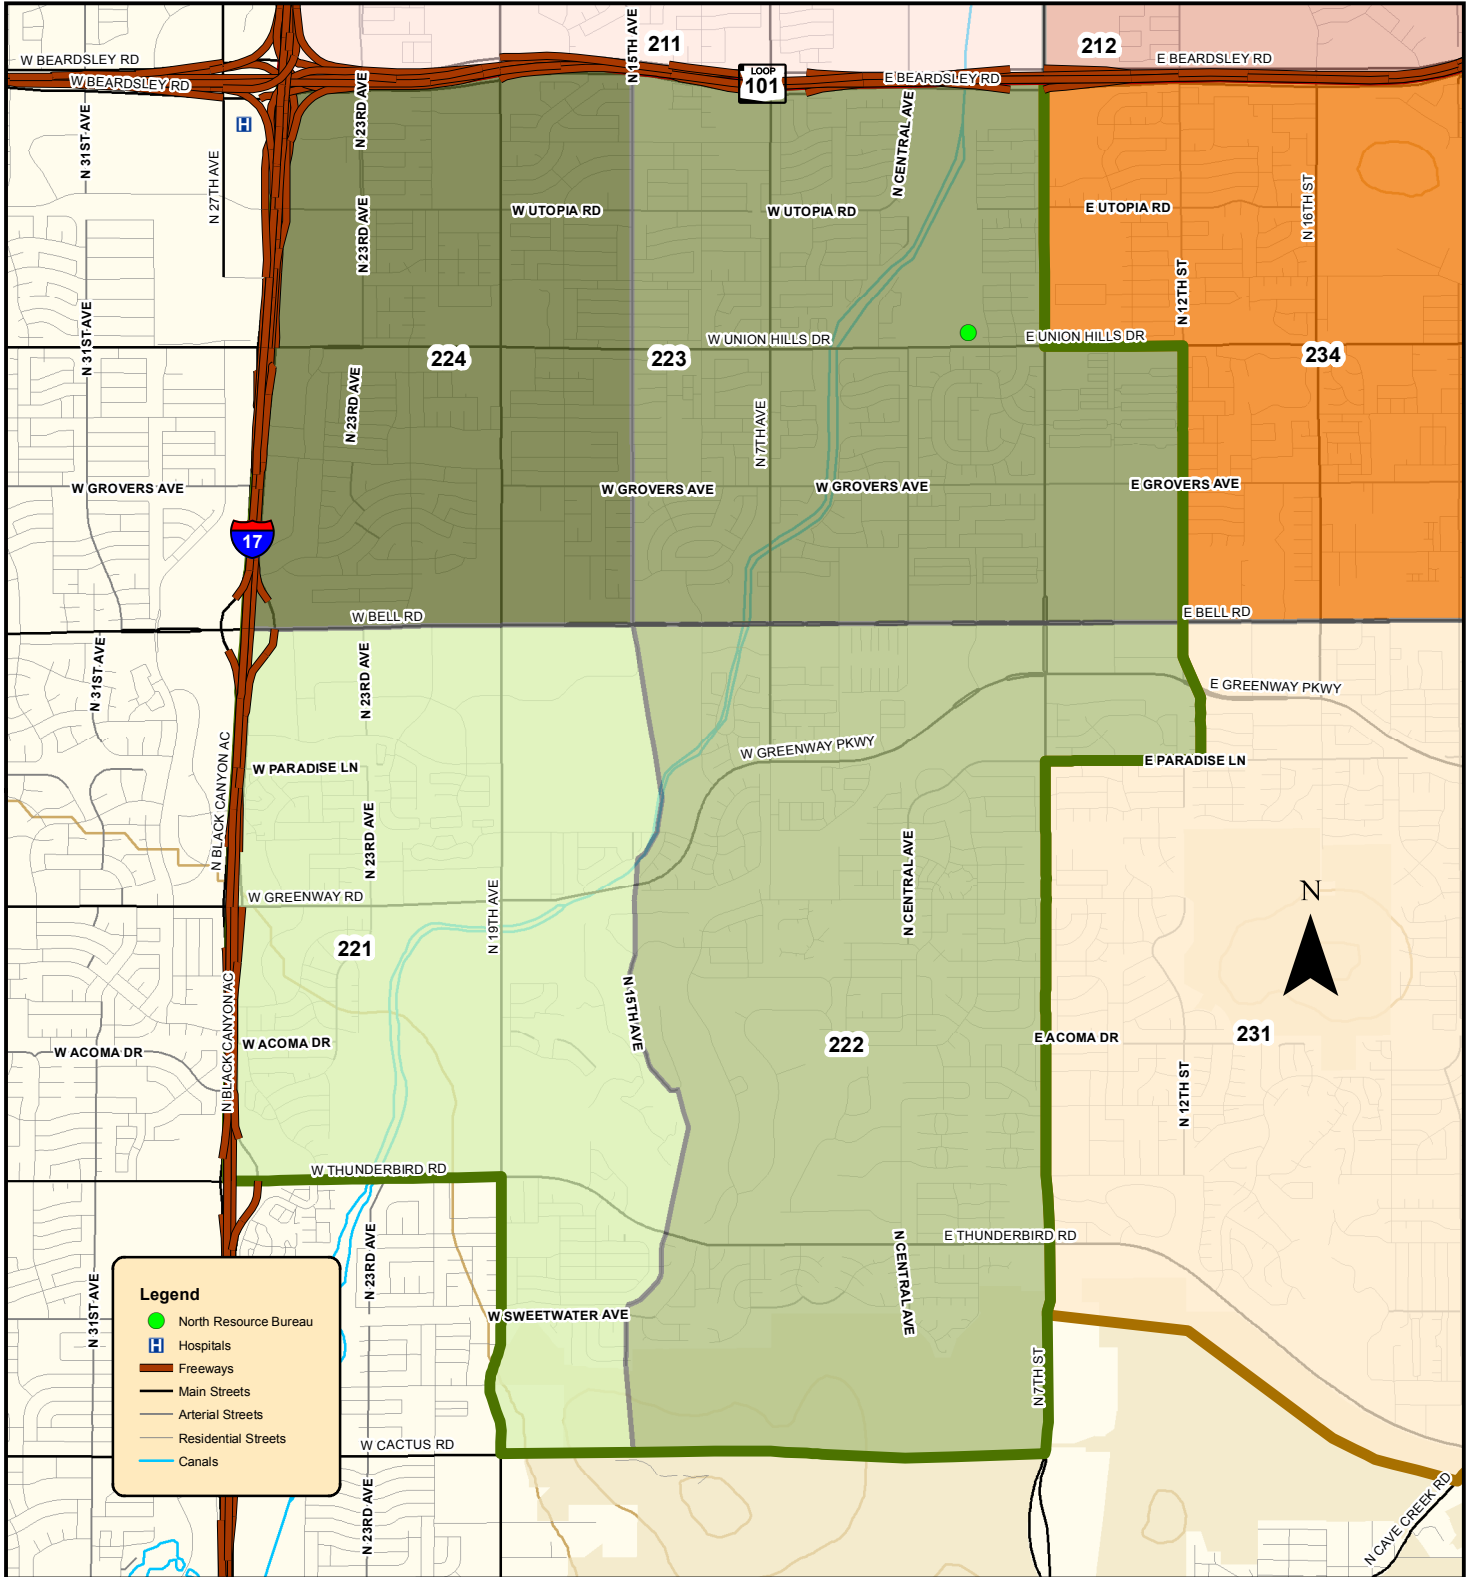 W BEARDSLEY RD
W BEARDSLEY RD
N 15TH AVE
211
212
LOOP
101
E BEARDSLEY RD
E BEARDSLEY RD
N 31ST AVE
H
N 27TH AVE
N 23RD AVE
N CENTRAL AVE
N 16TH ST
N 23RD AVE
W UTOPIA RD
W UTOPIA RD
E UTOPIA RD
N 12TH ST
N 31ST AVE
224
223
W UNION HILLS DR
E UNION HILLS DR
234
N 23RD AVE
N 7TH AVE
W GROVERS AVE
W GROVERS AVE
W GROVERS AVE
E GROVERS AVE
17
W BELL RD
E BELL RD
N 31ST AVE
N 23RD AVE
E GREENWAY PKWY
W GREENWAY PKWY
N BLACK CANYON AC
W PARADISE LN
E PARADISE LN
N 23RD AVE
N CENTRAL AVE
W GREENWAY RD
N 19TH AVE
N
221
N 15TH AVE
N BLACK CANYON AC
W ACOMA DR
W ACOMA DR
222
E ACOMA DR
231
N 12TH ST
W THUNDERBIRD RD
E THUNDERBIRD RD
N 23RD AVE
N CENTRAL AVE
N 31ST AVE
W SWEETWATER AVE
N 7TH ST
Legend
North Resource Bureau
H Hospitals
Freeways
Main Streets
Arterial Streets
Residential Streets
Canals
W CACTUS RD
N 23RD AVE
N CAVE CREEK RD